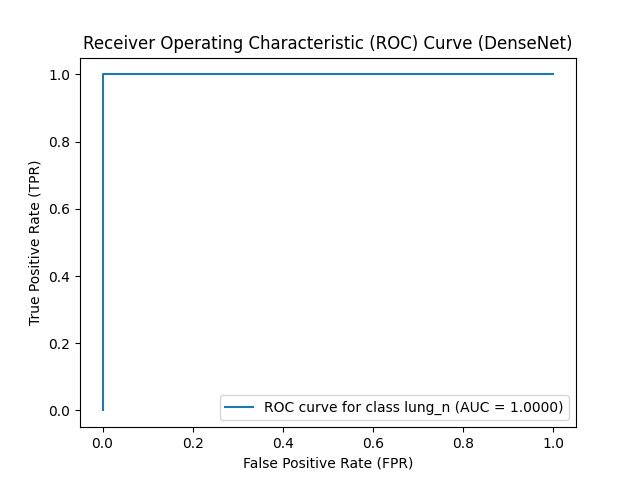 Receiver Operating Characteristic (ROC) Curve (DenseNet)
1.0
0.8
0.6
0.4
0.2
0.0
True Positive Rate (TPR)
ROC curve for class lung_n (AUC = 1.0000)
0.0 0.2 0.4 0.6 0.8 1.0
False Positive Rate (FPR)